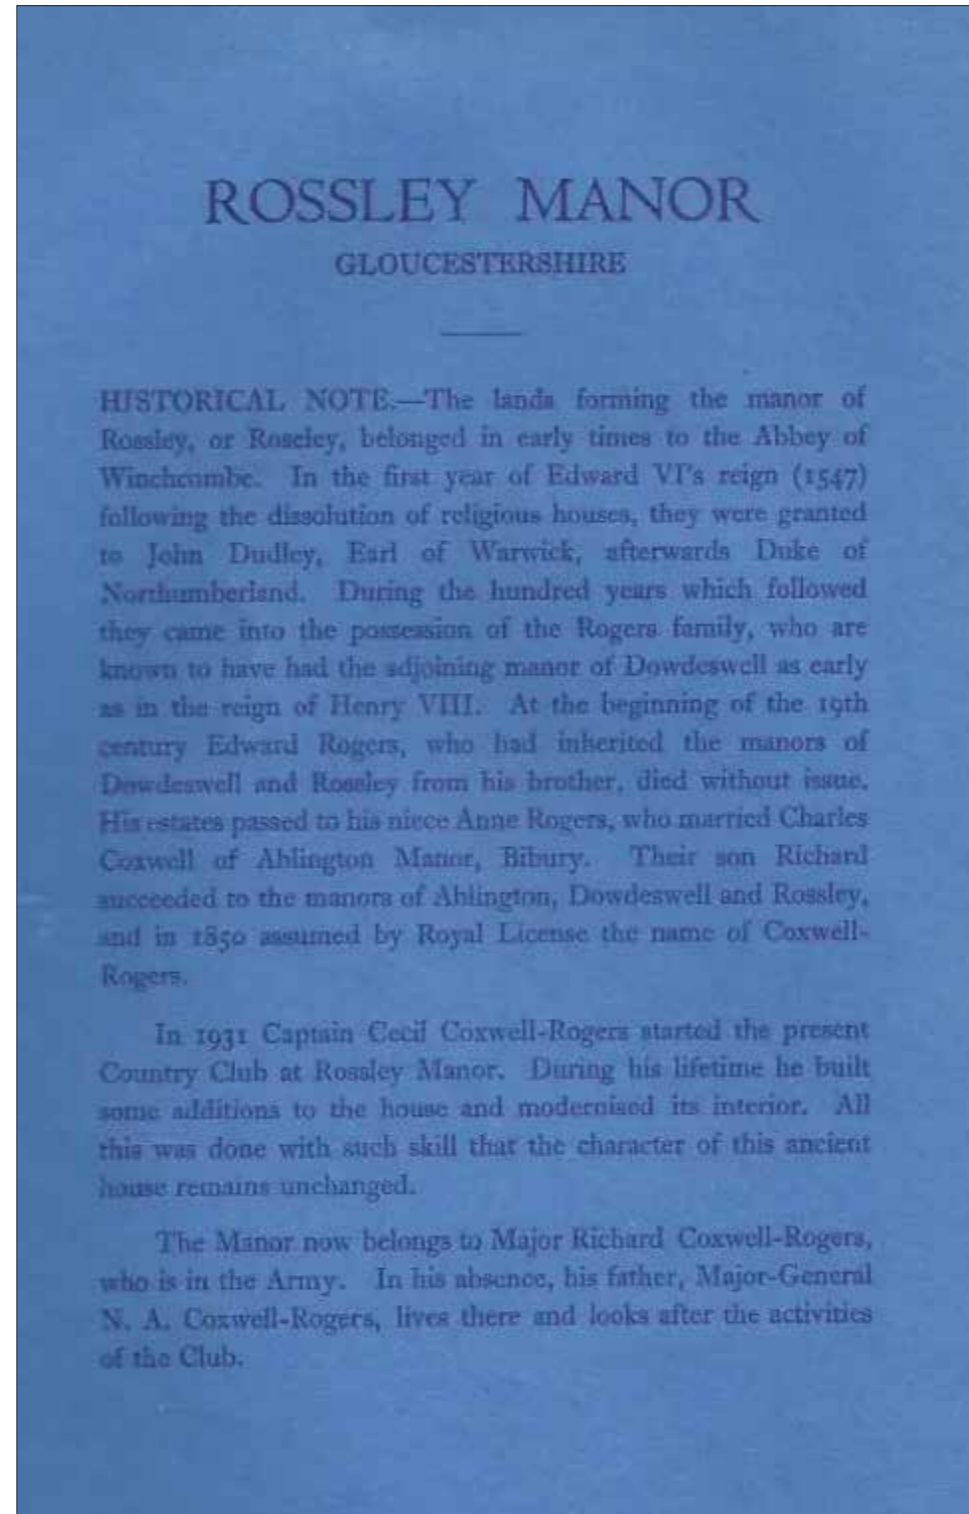 ROSSLEY MANOR
GLOUCESTERSHIRE
HISTORICAL NOTE.—The lands forming the manor of
Rossley, or Roseley, belonged in early times to the Abbey of
Winchcombe. In the first year of Edward VI's reign (1547)
following the dissolution of religious houses, they were granted
to John Dudley, Earl of Warwick, afterwards Duke of
Northumberland. During the hundred years which followed
they came into the possession of the Rogers family, who are
known to have had the adjoining manor of Dowdeswell as early
as in the reign of Henry VIII. At the beginning of the 19th
century Edward Rogers, who had inherited the manors of
Dowdeswell and Rossley from his brother, died without issue.
His estates passed to his niece Anne Rogers, who married Charles
Coxwell of Ablington Manor, Bibury. Their son Richard
succeeded to the manors of Ablington, Dowdeswell and Rossley,
and in 1850 assumed by Royal License the name of Coxwell-
Rogers.
In 1931 Captain Cecil Coxwell-Rogers started the present
Country Club at Rossley Manor. During his lifetime he built
some additions to the house and modernised its interior. All
this was done with such skill that the character of this ancient
house remains unchanged.
The Manor now belongs to Major Richard Coxwell-Rogers,
who is in the Army. In his absence, his father, Major-General
N. A. Coxwell-Rogers, lives there and looks after the activities
of the Club.